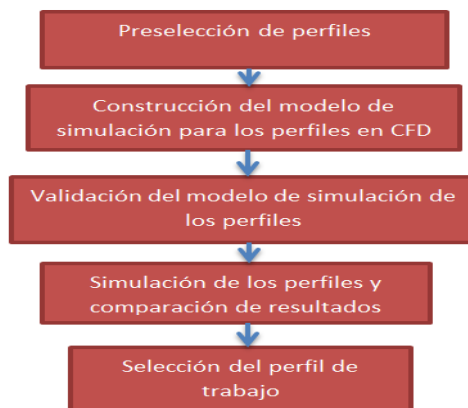 Preselección de perfiles
Construcción del modelo de
simulación para los perfiles en CFD
Validación del modelo de simulación de
los perfiles
Simulación de los perfiles y
comparación de resultados
Selección del perfil de
trabajo